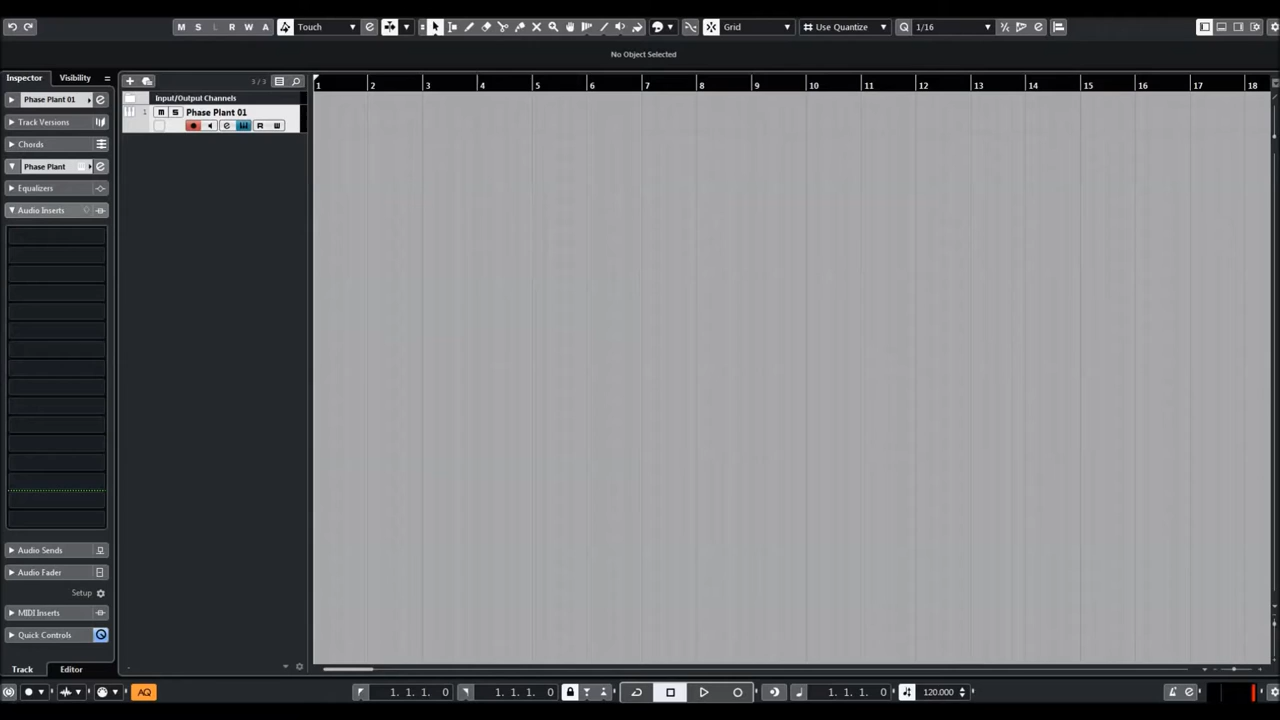 M S L R W A Touch Grid Use Quantize 1/16
No Object Selected
Inspector Visibility
3 / 3
1 2 3 4 5 6 7 8 9 10 11 12 13 14 15 16 17 18
Phase Plant 01
Input/Output Channels
1 m S Phase Plant 01
R W
Track Versions
Chords
Phase Plant
Equalizers
Audio Inserts
Audio Sends
Audio Fader
Setup
MIDI Inserts
Quick Controls
Track Editor
AQ 1. 1. 1. 0 1. 1. 1. 0 1. 1. 1. 0 120.000